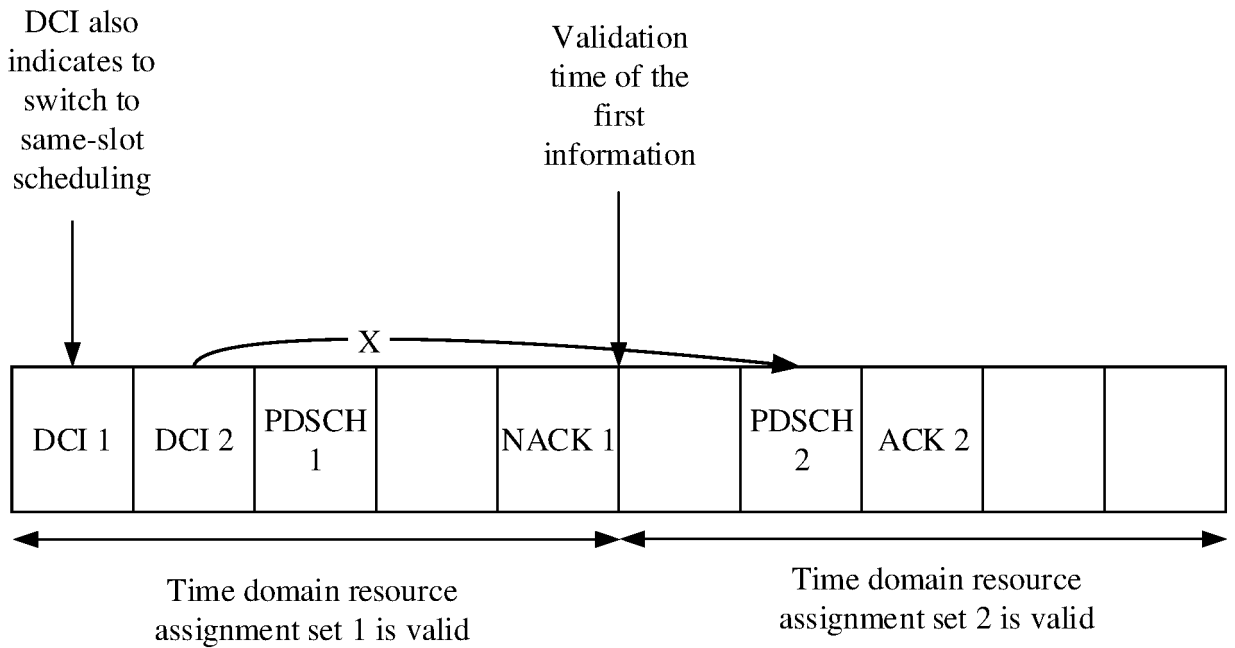 DCI also
indicates to
switch to
same-slot
scheduling
Validation
time of the
first
information
X
DCI 1
DCI 2
PDSCH
1
NACK 1
PDSCH
2
ACK 2
Time domain resource
assignment set 1 is valid
Time domain resource
assignment set 2 is valid